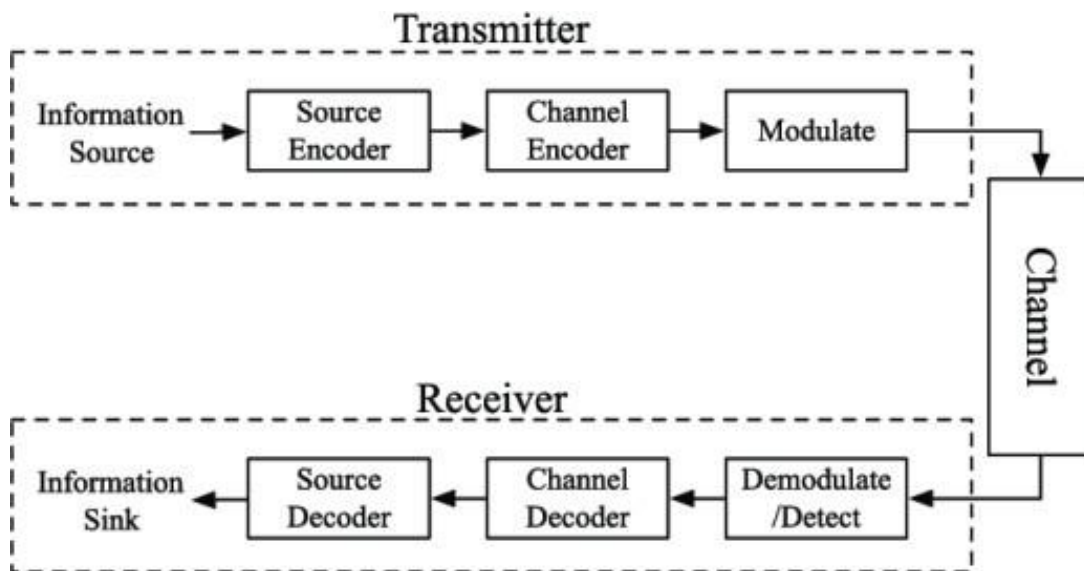 Transmitter
Information
Source
Source
Encoder
Channel
Encoder
Modulate
Channel
Receiver
Information
Sink
Source
Decoder
Channel
Decoder
Demodulate
/Detect